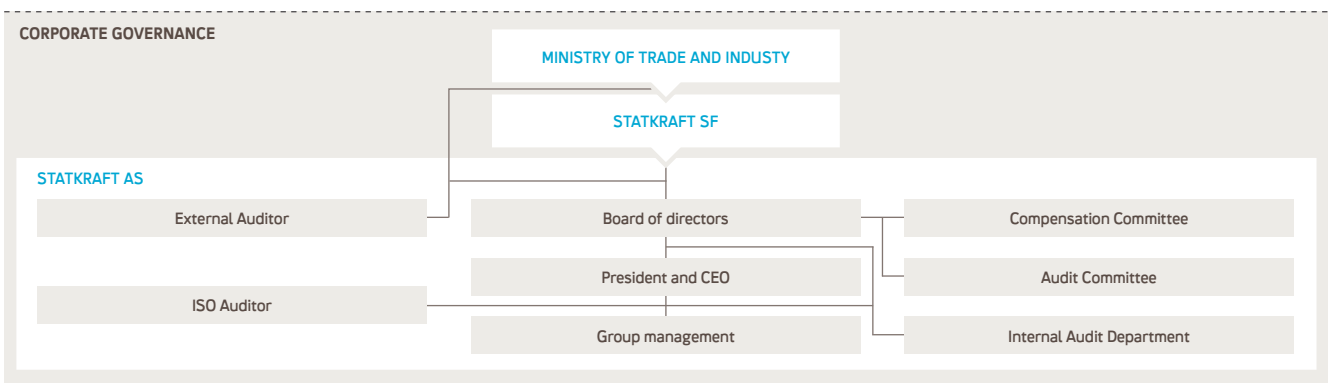 CORPORATE GOVERNANCE
MINISTRY OF TRADE AND INDUSTY
STATKRAFT SF
STATKRAFT AS
External Auditor
Board of directors
Compensation Committee
President and CEO
Audit Committee
ISO Auditor
Group management
Internal Audit Department